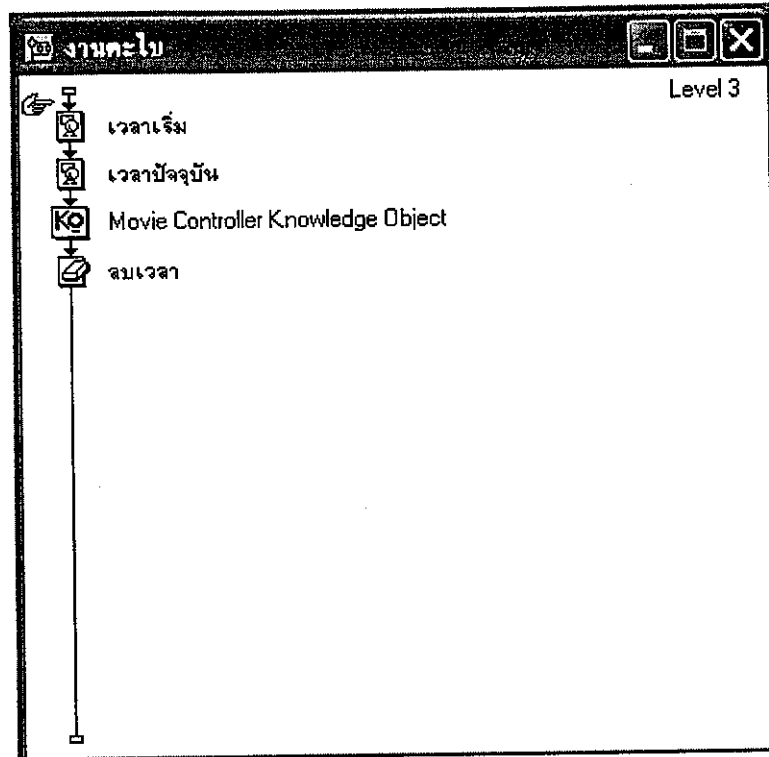 งานตะไบ
Level 3
เวลาเริ่ม
เวลาปัจจุบัน
KO Movie Controller Knowledge Object
ลบเวลา